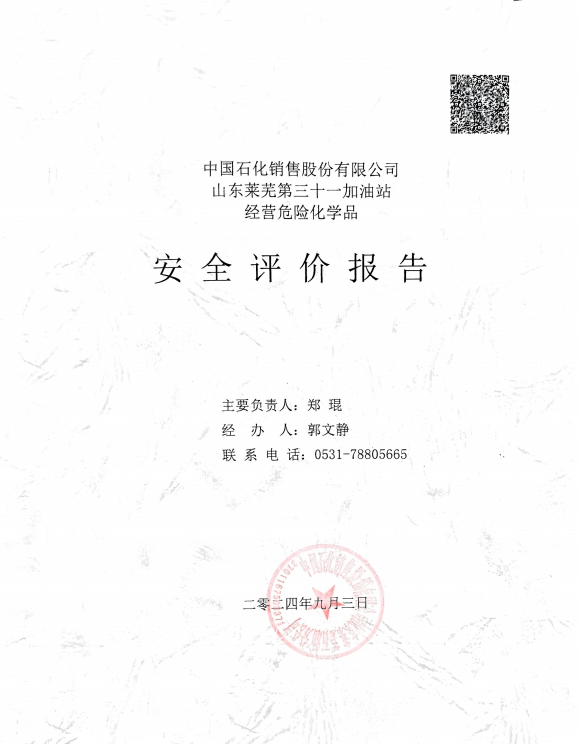 中国石化销售股份有限公司
山东莱芜第三十一加油站
经营危险化学品
安全评价报告
主要负责人：郑 琨
经 办 人：郭文静
联 系 电 话：0531-78805665
二零二四年九月三日